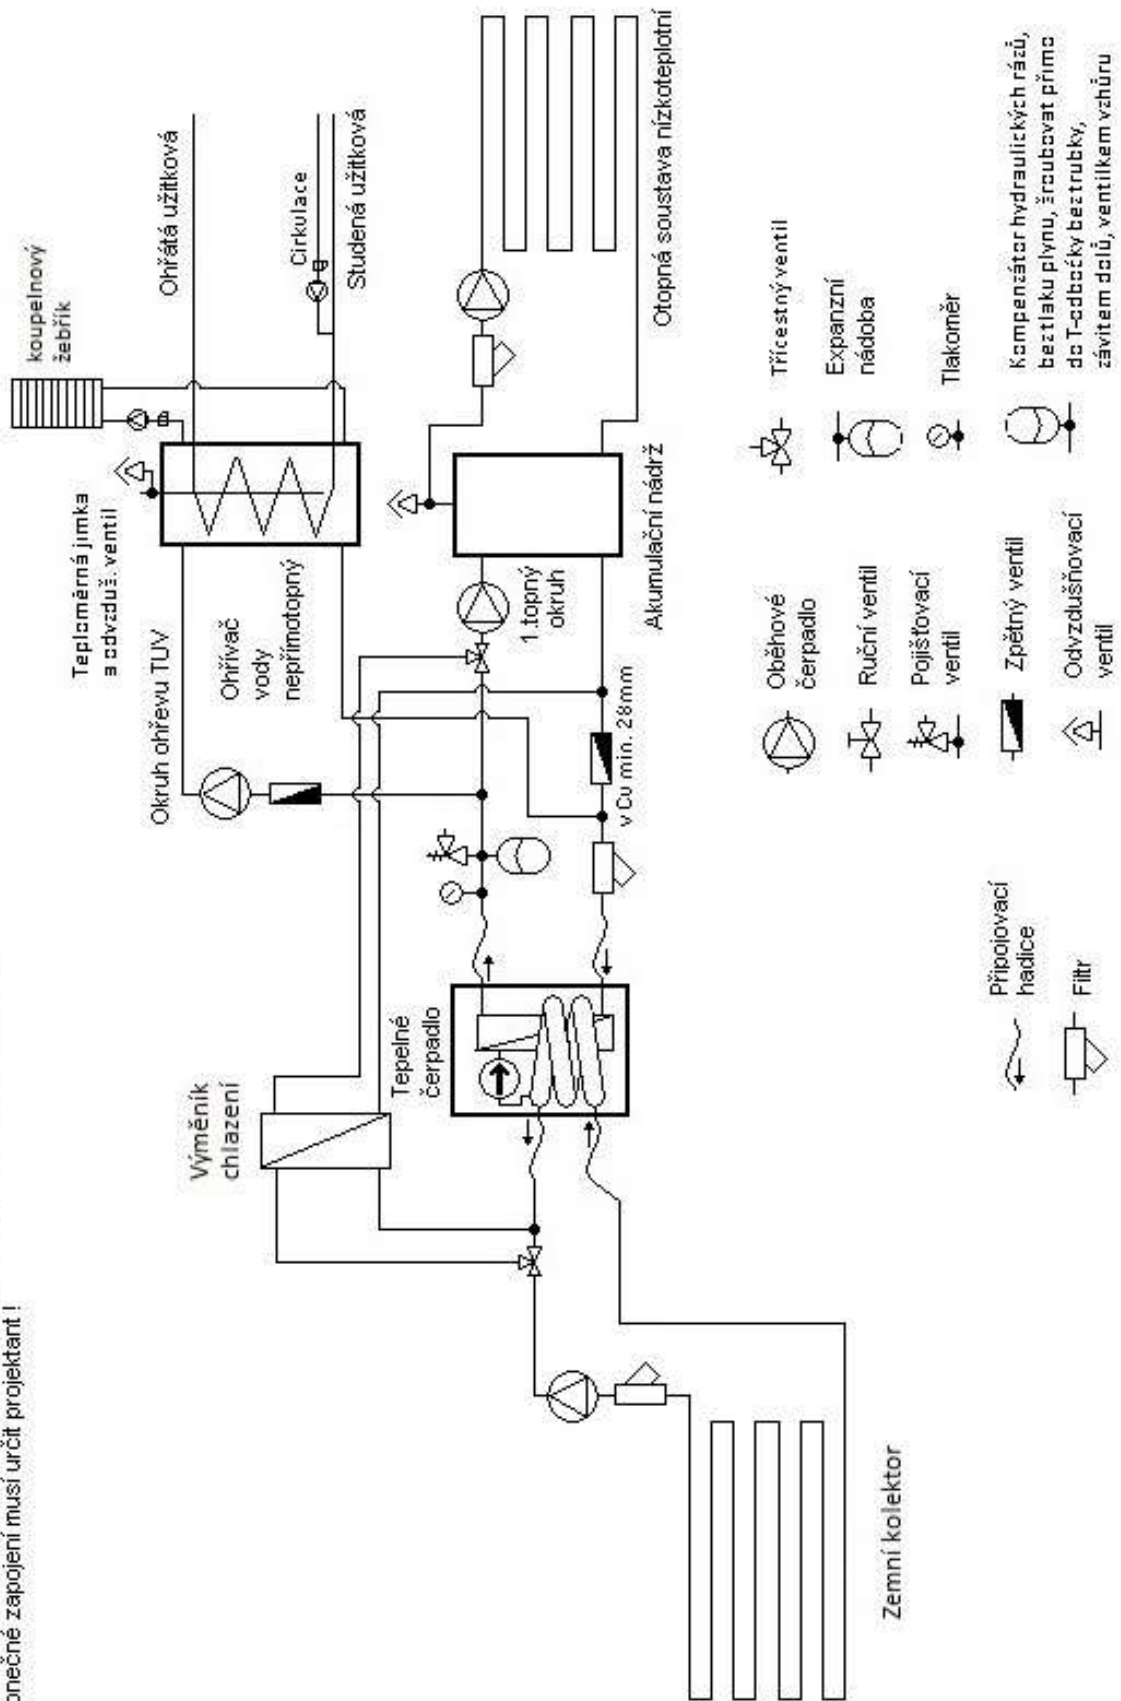 onečné zapojení musí určit projektant !
koupelnový
žebřík
Ohřátá užitková
Cirkulace
Studená užitková
Teploměrná jímka
a odvzduš. ventil
Okruh ohřevu TUV
Ohřívač
vody
nepřímotopný
Výměník
chlazení
Tepelné
čerpadlo
1.topný
okruh
v Cu min. 28mm
Akumulační nádrž
Otopná soustava nízkoteplotní
Zemní kolektor
Připojovací
hadice
Filtr
Oběhové
čerpadlo
Ruční ventil
Pojišťovací
ventil
Zpětný ventil
Odvzdušňovací
ventil
Třícestný ventil
Expanzní
nádoba
Tlakoměr
Kompenzátor hydraulických rázů,
bez tlaku plynu, šroubovat přímo
do T-odbočky bez trubky,
závitem dolů, ventilkem vzhůru